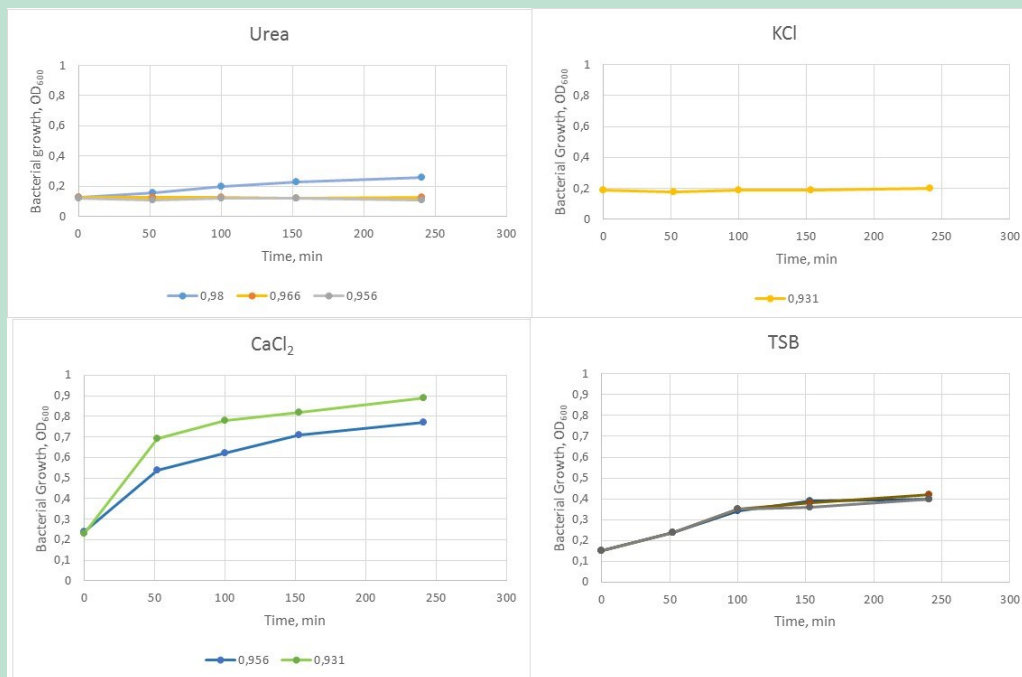 Urea
Bacterial growth, OD600
1
0,8
0,6
0,4
0,2
0
0 50 100 150 200 250 300
Time, min
0,98 0,966 0,956
KCl
Bacterial Growth, OD600
1
0,8
0,6
0,4
0,2
0
0 50 100 150 200 250 300
Time, min
0,931
CaCl2
Bacterial Growth, OD600
1
0,9
0,8
0,7
0,6
0,5
0,4
0,3
0,2
0,1
0
0 50 100 150 200 250 300
Time, min
0,956 0,931
TSB
Bacterial Growth, OD600
1
0,9
0,8
0,7
0,6
0,5
0,4
0,3
0,2
0,1
0
0 50 100 150 200 250 300
Time, min